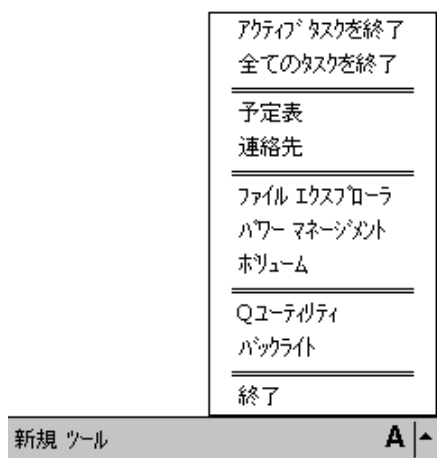 アクティブ タスクを終了
全てのタスクを終了
予定表
連絡先
ファイル エクスプローラ
パワー マネージメント
ボリューム
Qユーティリティ
バックライト
終了
新規 ツール A